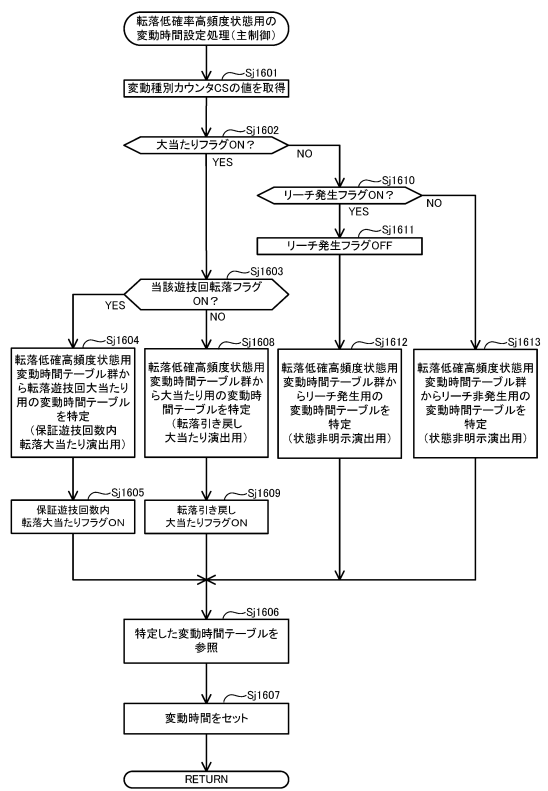 転落低確率高頻度状態用の
変動時間設定処理(主制御)
Sj1601
変動種別カウンタCSの値を取得
Sj1602
大当たりフラグON?
NO
YES
Sj1610
リーチ発生フラグON?
NO
YES
Sj1611
リーチ発生フラグOFF
Sj1603
当該遊技回転落フラグ
ON?
YES
NO
Sj1604
転落低確高頻度状態用
変動時間テーブル群か
ら転落遊技回大当たり
用の変動時間テーブル
を特定
(保証遊技回数内
転落大当たり演出用)
Sj1608
転落低確高頻度状態用
変動時間テーブル群か
ら大当たり用の変動時
間テーブルを特定
(転落引き戻し
大当たり演出用)
Sj1612
転落低確高頻度状態用
変動時間テーブル群か
らリーチ発生用の
変動時間テーブルを
特定
(状態非明示演出用)
Sj1613
転落低確高頻度状態用
変動時間テーブル群
からリーチ非発生用の
変動時間テーブルを
特定
(状態非明示演出用)
Sj1605
保証遊技回数内
転落大当たりフラグON
Sj1609
転落引き戻し
大当たりフラグON
Sj1606
特定した変動時間テーブルを
参照
Sj1607
変動時間をセット
RETURN